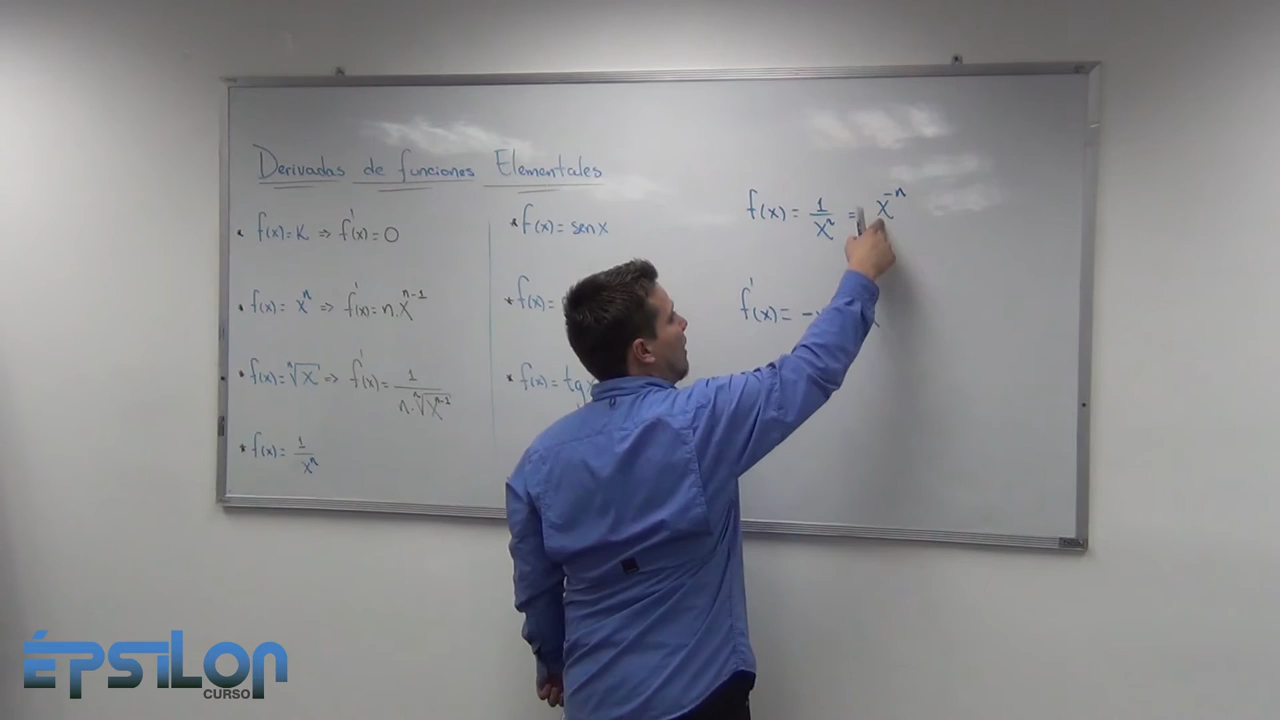 Derivadas de funciones Elementales
* f(x)= K ⇒ f'(x)= 0
* f(x)= xⁿ ⇒ f'(x)= n.xⁿ⁻¹
* f(x)= ⁿ√x ⇒ f'(x)= 1/(n.ⁿ√xⁿ⁻¹)
* f(x)= 1/xⁿ
* f(x)= sen x
* f(x)=
* f(x)= tg x
f(x)= 1/xⁿ = x⁻ⁿ
f'(x)= -
ÉPSILON
CURSO